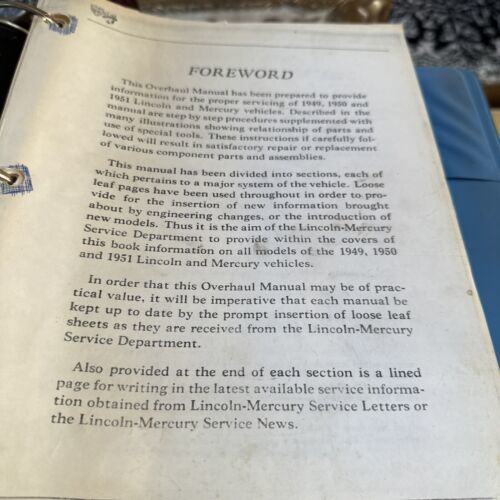 FOREWORD
This Overhaul Manual has been prepared to provide
information for the proper servicing of 1949, 1950 and
1951 Lincoln and Mercury vehicles. Described in the
manual are step by step procedures supplemented with
many illustrations showing relationship of parts and
use of special tools. These instructions if carefully fol-
lowed will result in satisfactory repair or replacement
of various component parts and assemblies.
This manual has been divided into sections, each of
which pertains to a major system of the vehicle. Loose
leaf pages have been used throughout in order to pro-
vide for the insertion of new information brought
about by engineering changes, or the introduction of
new models. Thus it is the aim of the Lincoln-Mercury
Service Department to provide within the covers of
this book information on all models of the 1949, 1950
and 1951 Lincoln and Mercury vehicles.
In order that this Overhaul Manual may be of prac-
tical value, it will be imperative that each manual be
kept up to date by the prompt insertion of loose leaf
sheets as they are received from the Lincoln-Mercury
Service Department.
Also provided at the end of each section is a lined
page for writing in the latest available service informa-
tion obtained from Lincoln-Mercury Service Letters or
the Lincoln-Mercury Service News.